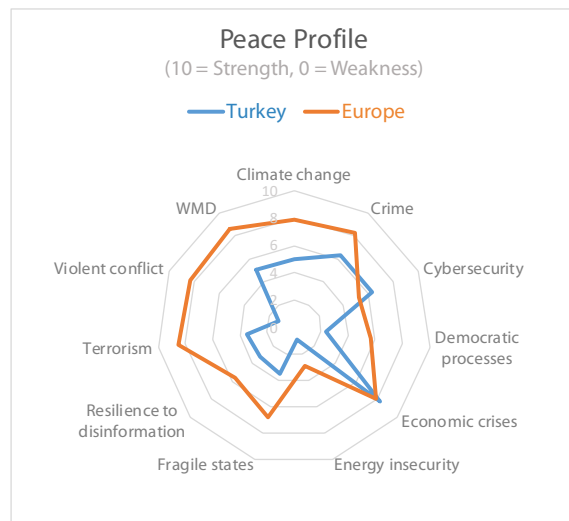 Peace Profile
(10 = Strength, 0 = Weakness)
Turkey Europe
Climate change
10
WMD
Crime
8
6
Violent conflict
Cybersecurity
4
2
0
Terrorism
Democratic
processes
Resilience to
disinformation
Economic crises
Fragile states
Energy insecurity